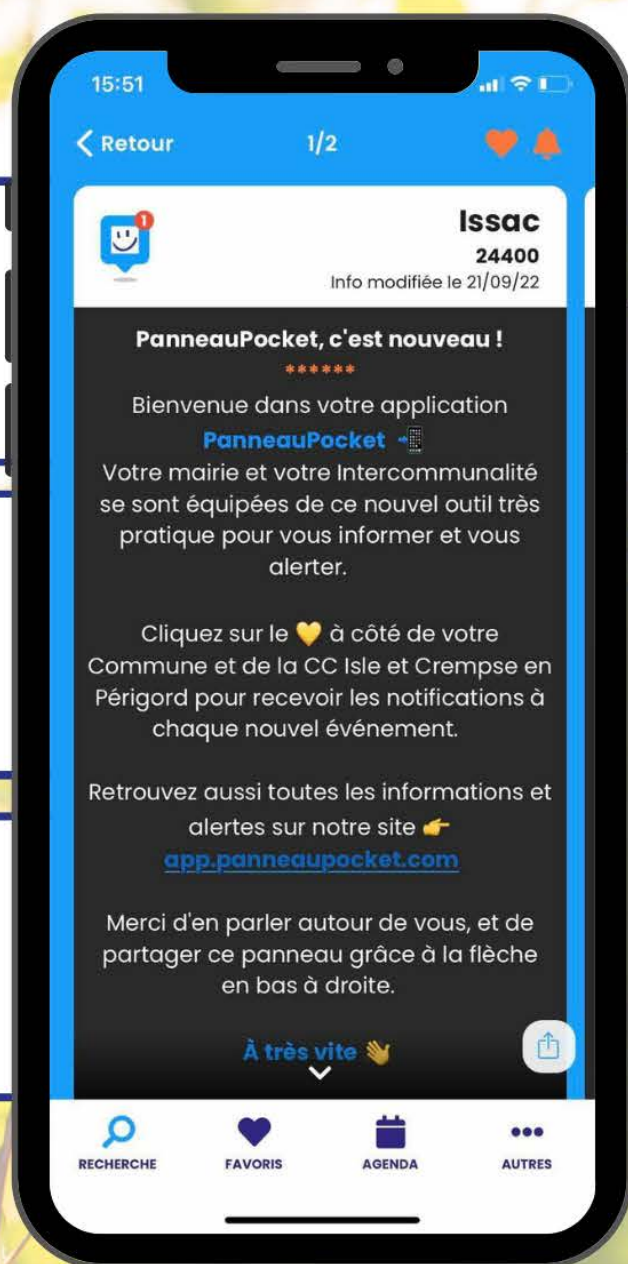 15:51
Retour
1/2
1
Issac
24400
Info modifiée le 21/09/22
PanneauPocket, c'est nouveau !
******
Bienvenue dans votre application
PanneauPocket 📲
Votre mairie et votre Intercommunalité
se sont équipées de ce nouvel outil très
pratique pour vous informer et vous
alerter.
Cliquez sur le 💛 à côté de votre
Commune et de la CC Isle et Crempse en
Périgord pour recevoir les notifications à
chaque nouvel événement.
Retrouvez aussi toutes les informations et
alertes sur notre site 👉
app.panneaupocket.com
Merci d'en parler autour de vous, et de
partager ce panneau grâce à la flèche
en bas à droite.
À très vite 👋
RECHERCHE
FAVORIS
AGENDA
AUTRES